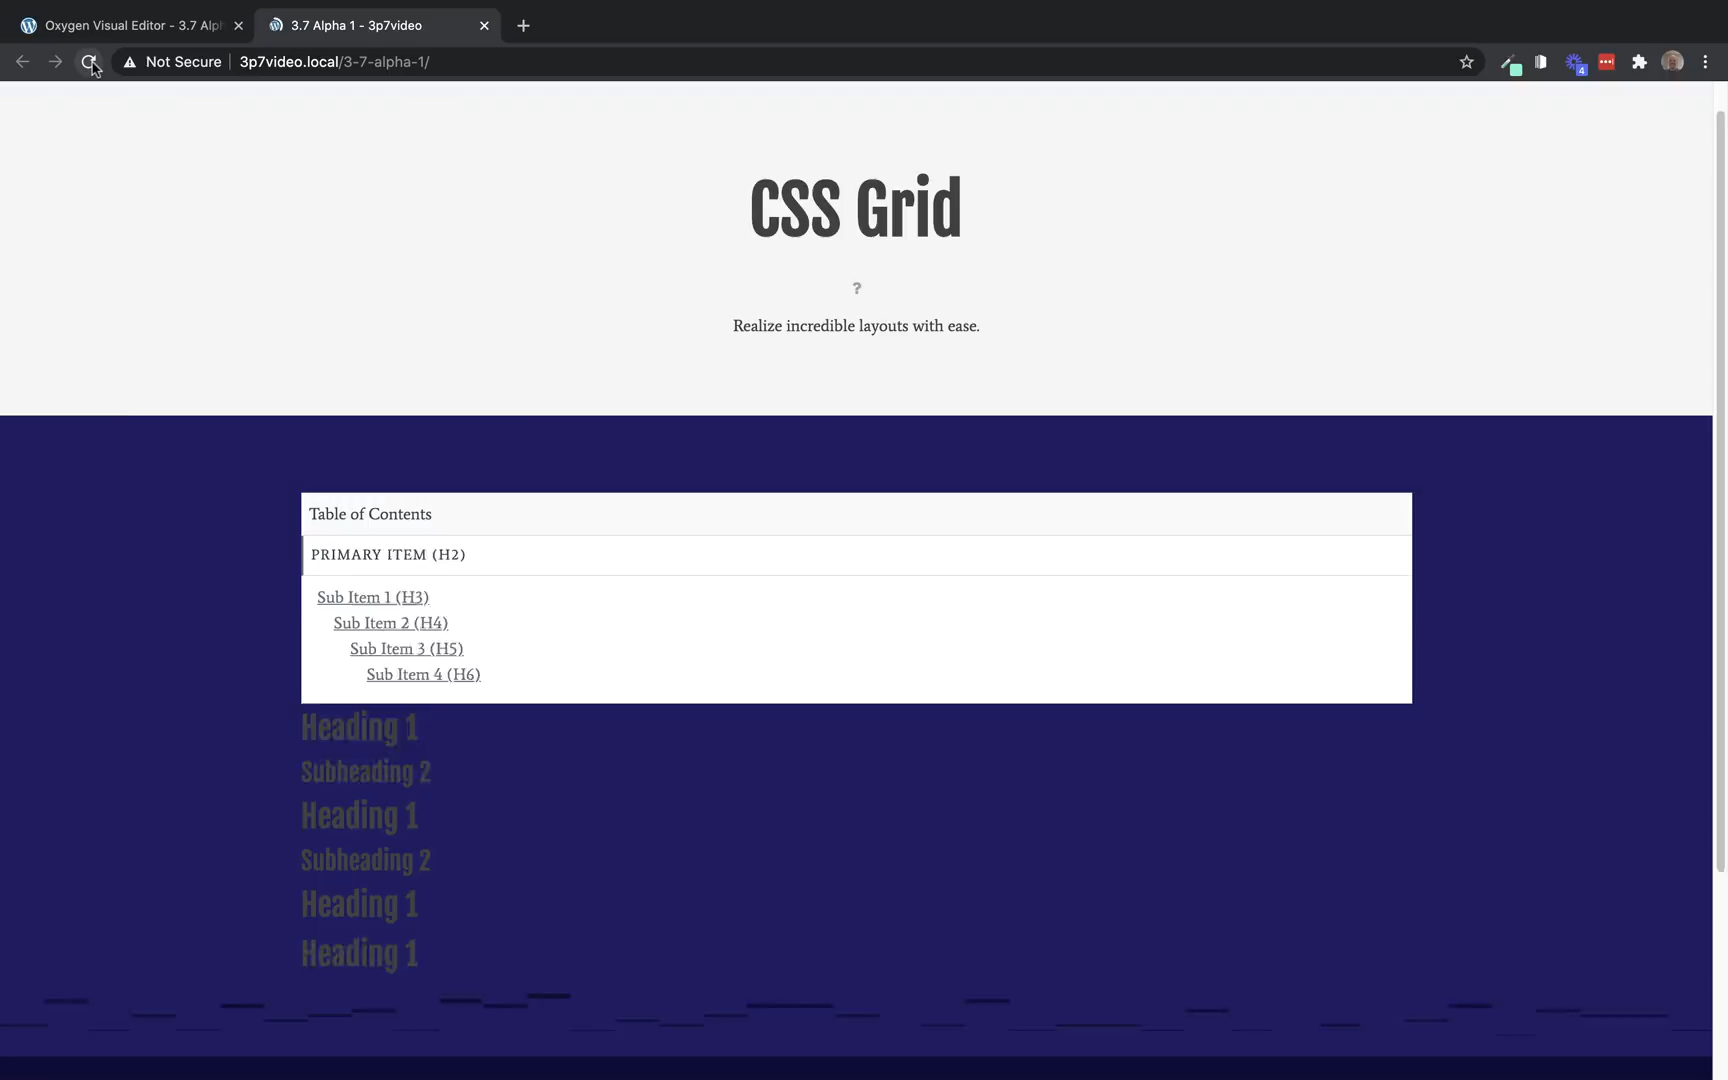 Oxygen Visual Editor - 3.7 Alp
3.7 Alpha 1 - 3p7video
Not Secure
3p7video.local/3-7-alpha-1/
4
CSS Grid
?
Realize incredible layouts with ease.
Table of Contents
PRIMARY ITEM (H2)
Sub Item 1 (H3)
Sub Item 2 (H4)
Sub Item 3 (H5)
Sub Item 4 (H6)
Heading 1
Subheading 2
Heading 1
Subheading 2
Heading 1
Heading 1